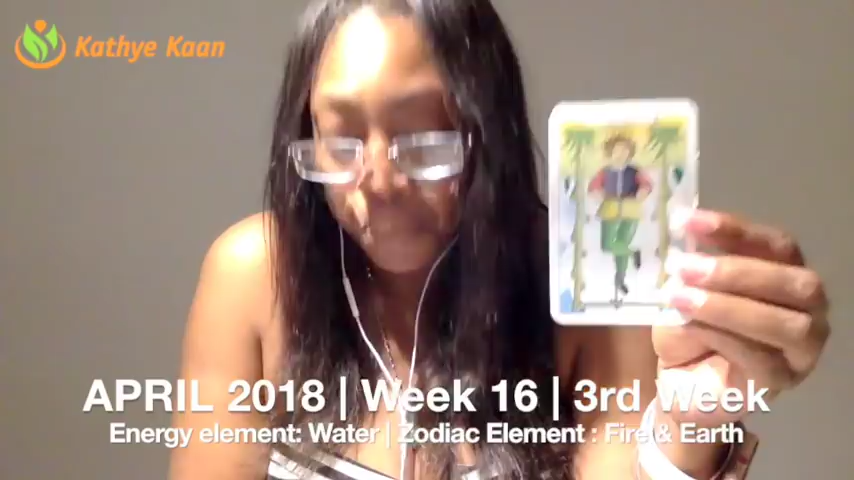 Kathye Kaan
APRIL 2018 | Week 16 | 3rd Week
Energy element: Water | Zodiac Element : Fire & Earth